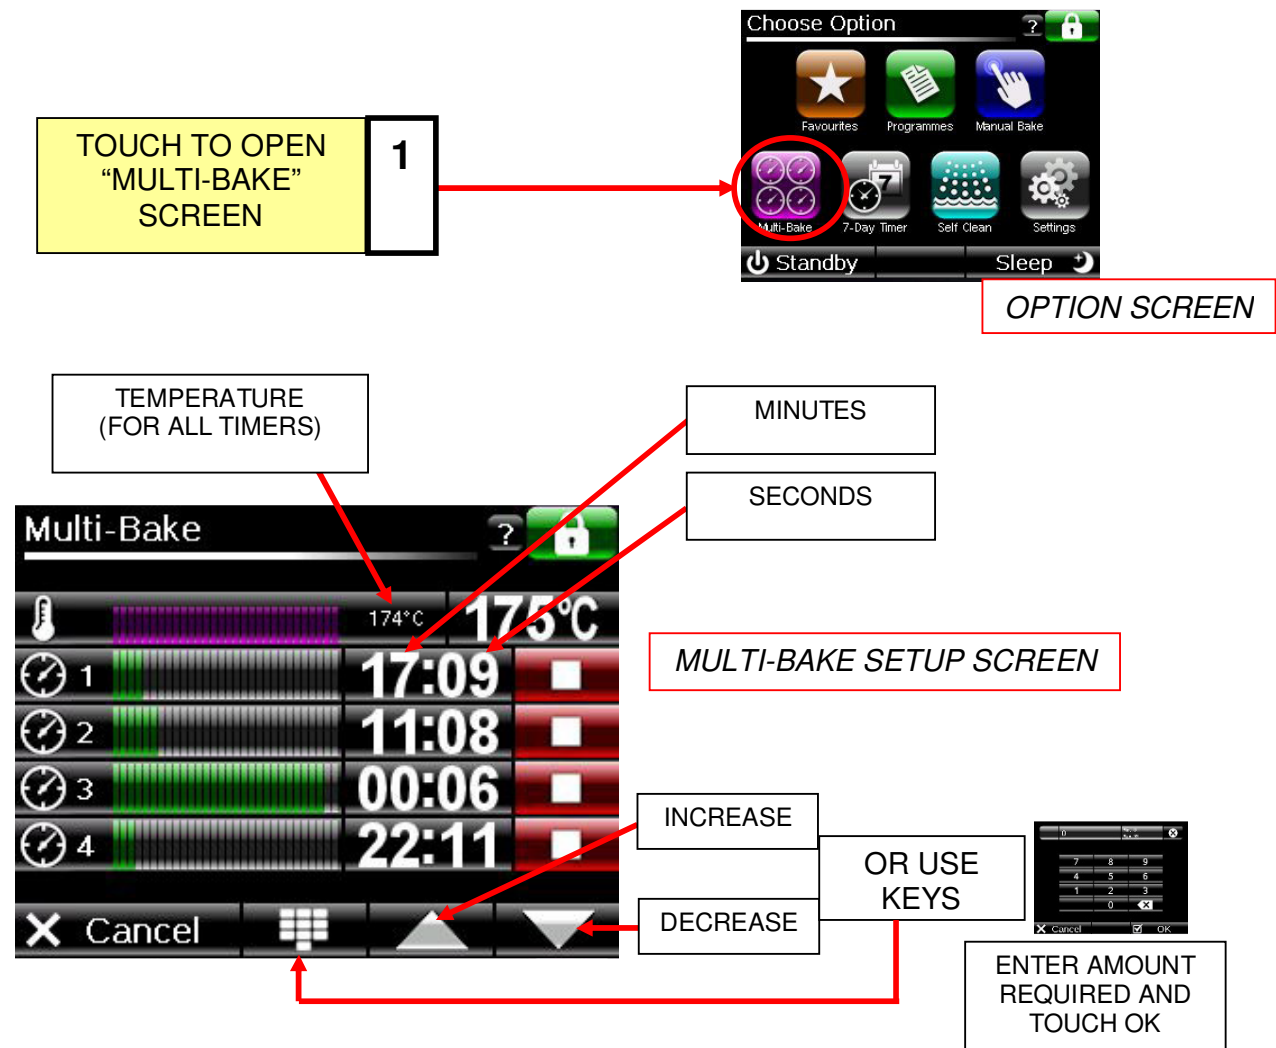 Choose Option
?
Favourites
Programmes
Manual Bake
TOUCH TO OPEN
“MULTI-BAKE”
SCREEN
1
7
Multi-Bake
7-Day Timer
Self Clean
Settings
Standby
Sleep
OPTION SCREEN
TEMPERATURE
(FOR ALL TIMERS)
MINUTES
SECONDS
Multi-Bake
?
174°C
175°C
1
17:09
2
11:08
3
00:06
4
22:11
MULTI-BAKE SETUP SCREEN
INCREASE
DECREASE
Cancel
OR USE
KEYS
0
7 8 9
4 5 6
1 2 3
0
Cancel
OK
ENTER AMOUNT
REQUIRED AND
TOUCH OK